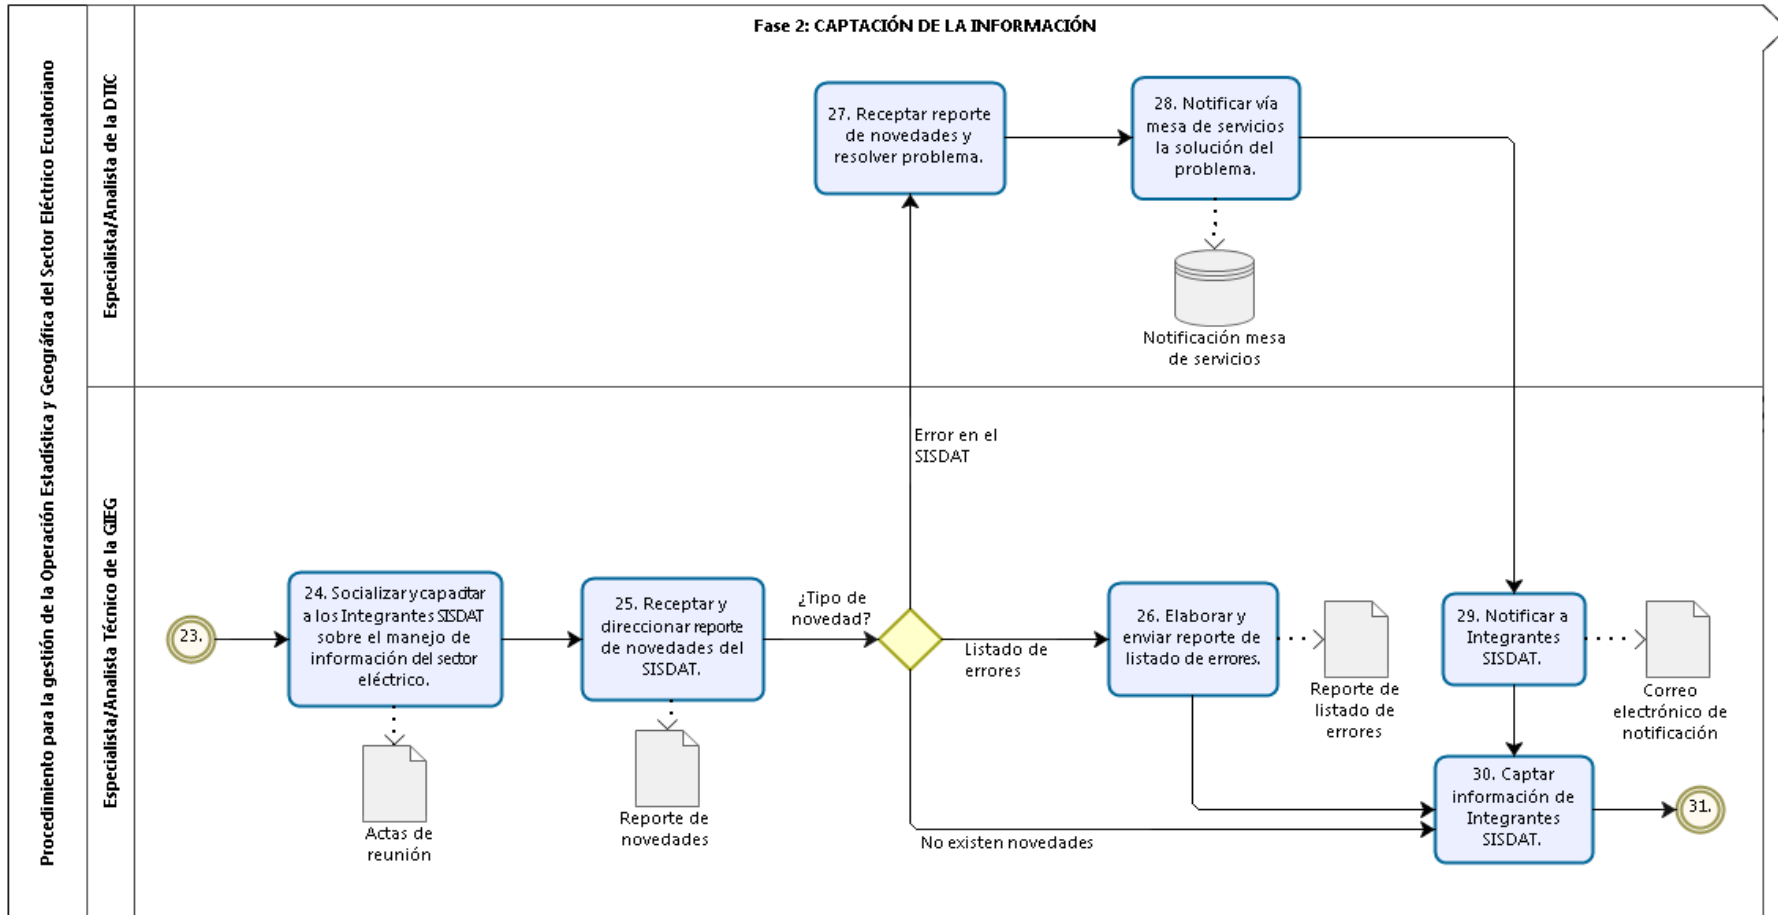 Fase 2: CAPTACIÓN DE LA INFORMACIÓN
Procedimiento para la gestión de la Operación Estadística y Geográfica del Sector Eléctrico Ecuatoriano
Especialista/Analista de la DTIC
27. Receptar reporte
de novedades y
resolver problema.
28. Notificar vía
mesa de servicios
la solución del
problema.
Notificación mesa
de servicios
Especialista/Analista Técnico de la GIEG
Error en el
SISDAT
23.
24. Socializar y capacitar
a los Integrantes SISDAT
sobre el manejo de
información del sector
eléctrico.
Actas de
reunión
25. Receptar y
direccionar reporte
de novedades del
SISDAT.
Reporte de
novedades
¿Tipo de
novedad?
Listado de
errores
No existen novedades
26. Elaborar y
enviar reporte de
listado de errores.
Reporte de
listado de
errores
29. Notificar a
Integrantes
SISDAT.
Correo
electrónico de
notificación
30. Captar
información de
Integrantes
SISDAT.
31.